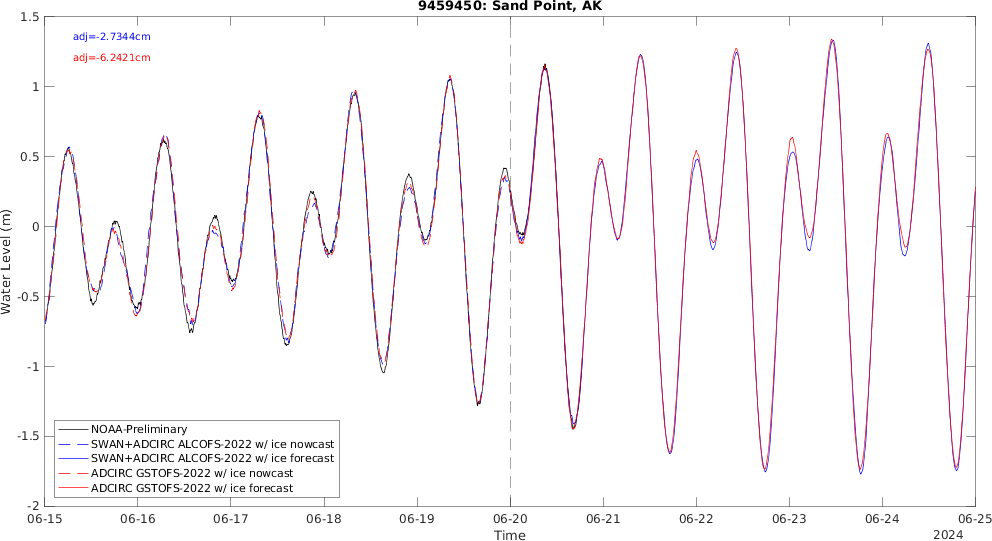 9459450: Sand Point, AK
adj=-2.7344cm
adj=-6.2421cm
Water Level (m)
1.5
1
0.5
0
-0.5
-1
-1.5
-2
NOAA-Preliminary
SWAN+ADCIRC ALCOFS-2022 w/ ice nowcast
SWAN+ADCIRC ALCOFS-2022 w/ ice forecast
ADCIRC GSTOFS-2022 w/ ice nowcast
ADCIRC GSTOFS-2022 w/ ice forecast
06-15 06-16 06-17 06-18 06-19 06-20 06-21 06-22 06-23 06-24 06-25
Time
2024